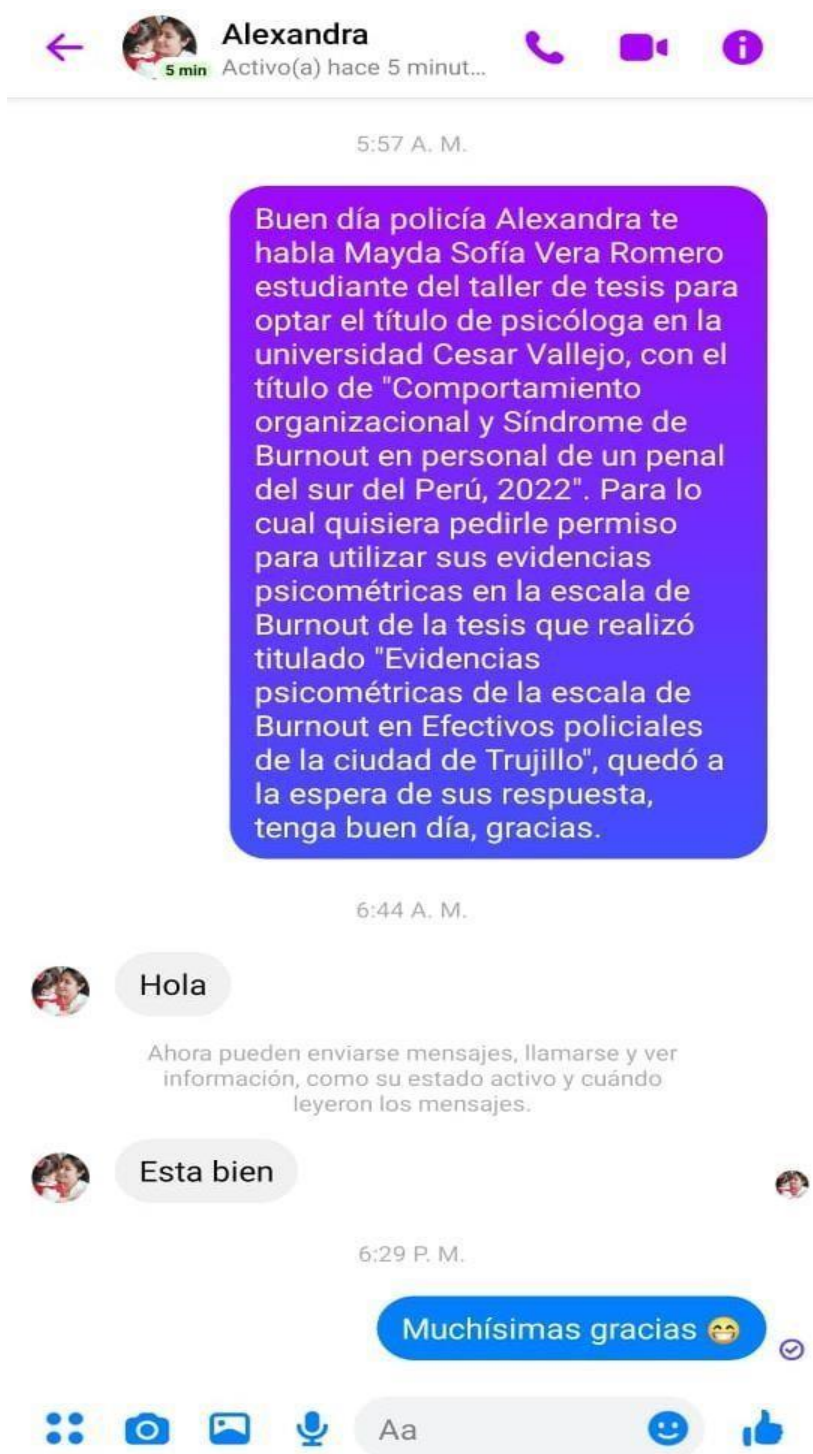 Alexandra
5 min
Activo(a) hace 5 minut...
5:57 A. M.
Buen día policía Alexandra te
habla Mayda Sofía Vera Romero
estudiante del taller de tesis para
optar el título de psicóloga en la
universidad Cesar Vallejo, con el
título de "Comportamiento
organizacional y Síndrome de
Burnout en personal de un penal
del sur del Perú, 2022". Para lo
cual quisiera pedirle permiso
para utilizar sus evidencias
psicométricas en la escala de
Burnout de la tesis que realizó
titulado "Evidencias
psicométricas de la escala de
Burnout en Efectivos policiales
de la ciudad de Trujillo", quedó a
la espera de sus respuesta,
tenga buen día, gracias.
6:44 A. M.
Hola
Ahora pueden enviarse mensajes, llamarse y ver
información, como su estado activo y cuándo
leyeron los mensajes.
Esta bien
6:29 P. M.
Muchísimas gracias 😁
Aa